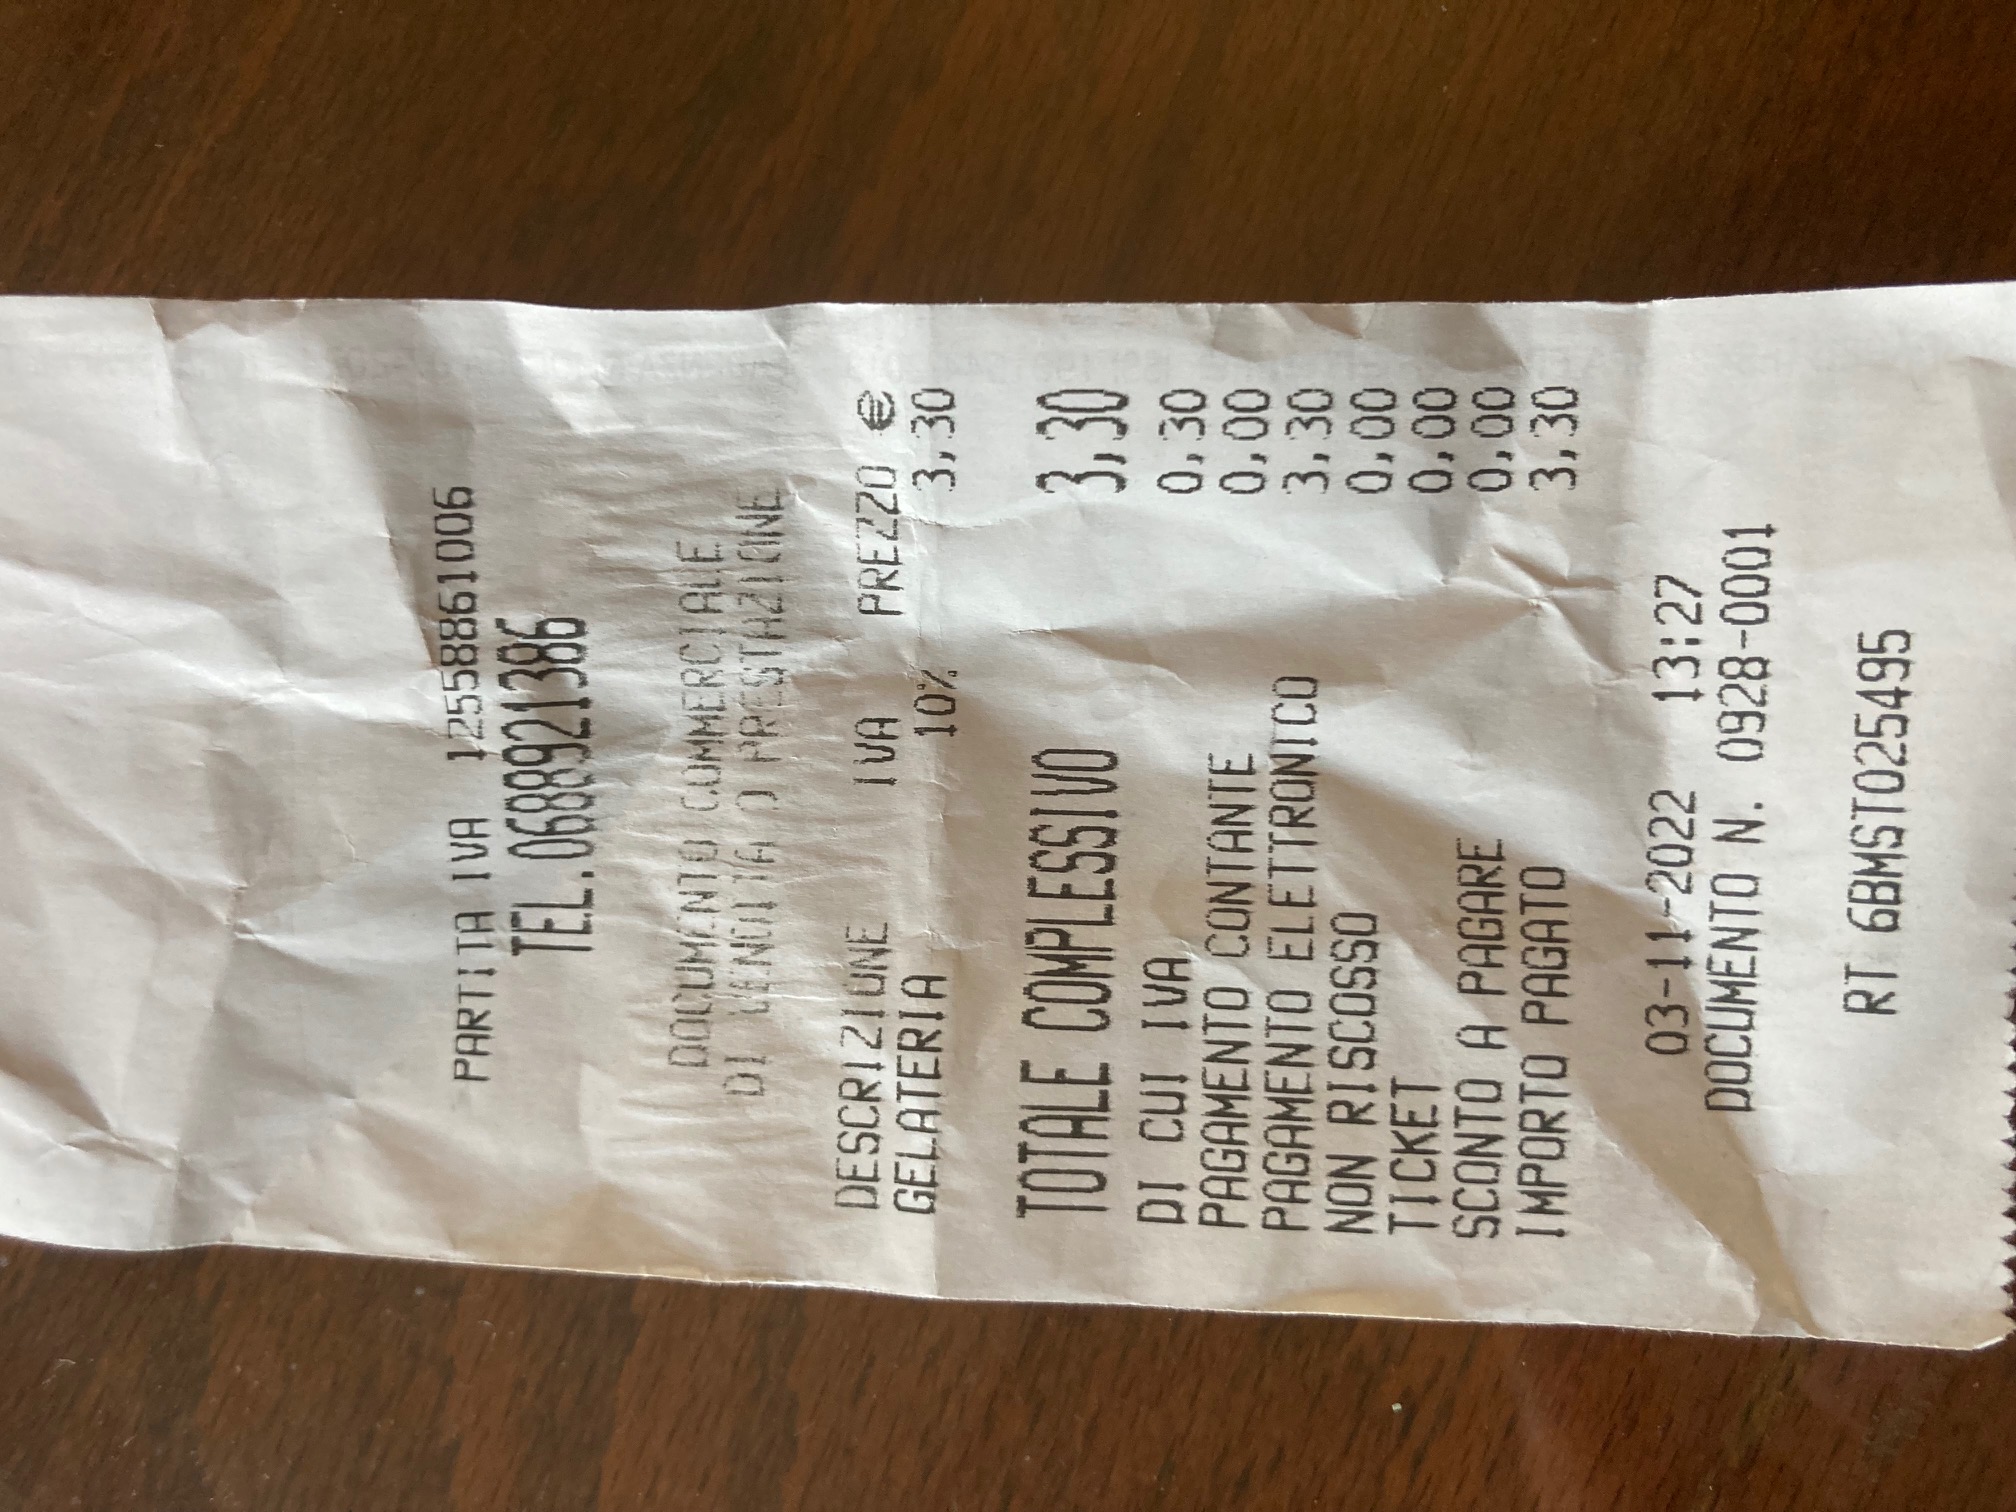 PARTITA IVA 12558861006
TEL.0688921386
DOCUMENTO COMMERCIALE
DI VENDITA O PRESTAZIONE
DESCRIZIONE IVA PREZZO €
GELATERIA 10% 3,30
TOTALE COMPLESSIVO 3,30
DI CUI IVA 0,30
PAGAMENTO CONTANTE 0,00
PAGAMENTO ELETTRONICO 3,30
NON RISCOSSO 0,00
TICKET 0,00
SCONTO A PAGARE 0,00
IMPORTO PAGATO 3,30
03-11-2022 13:27
DOCUMENTO N. 0928-0001
RT 6BMST025495